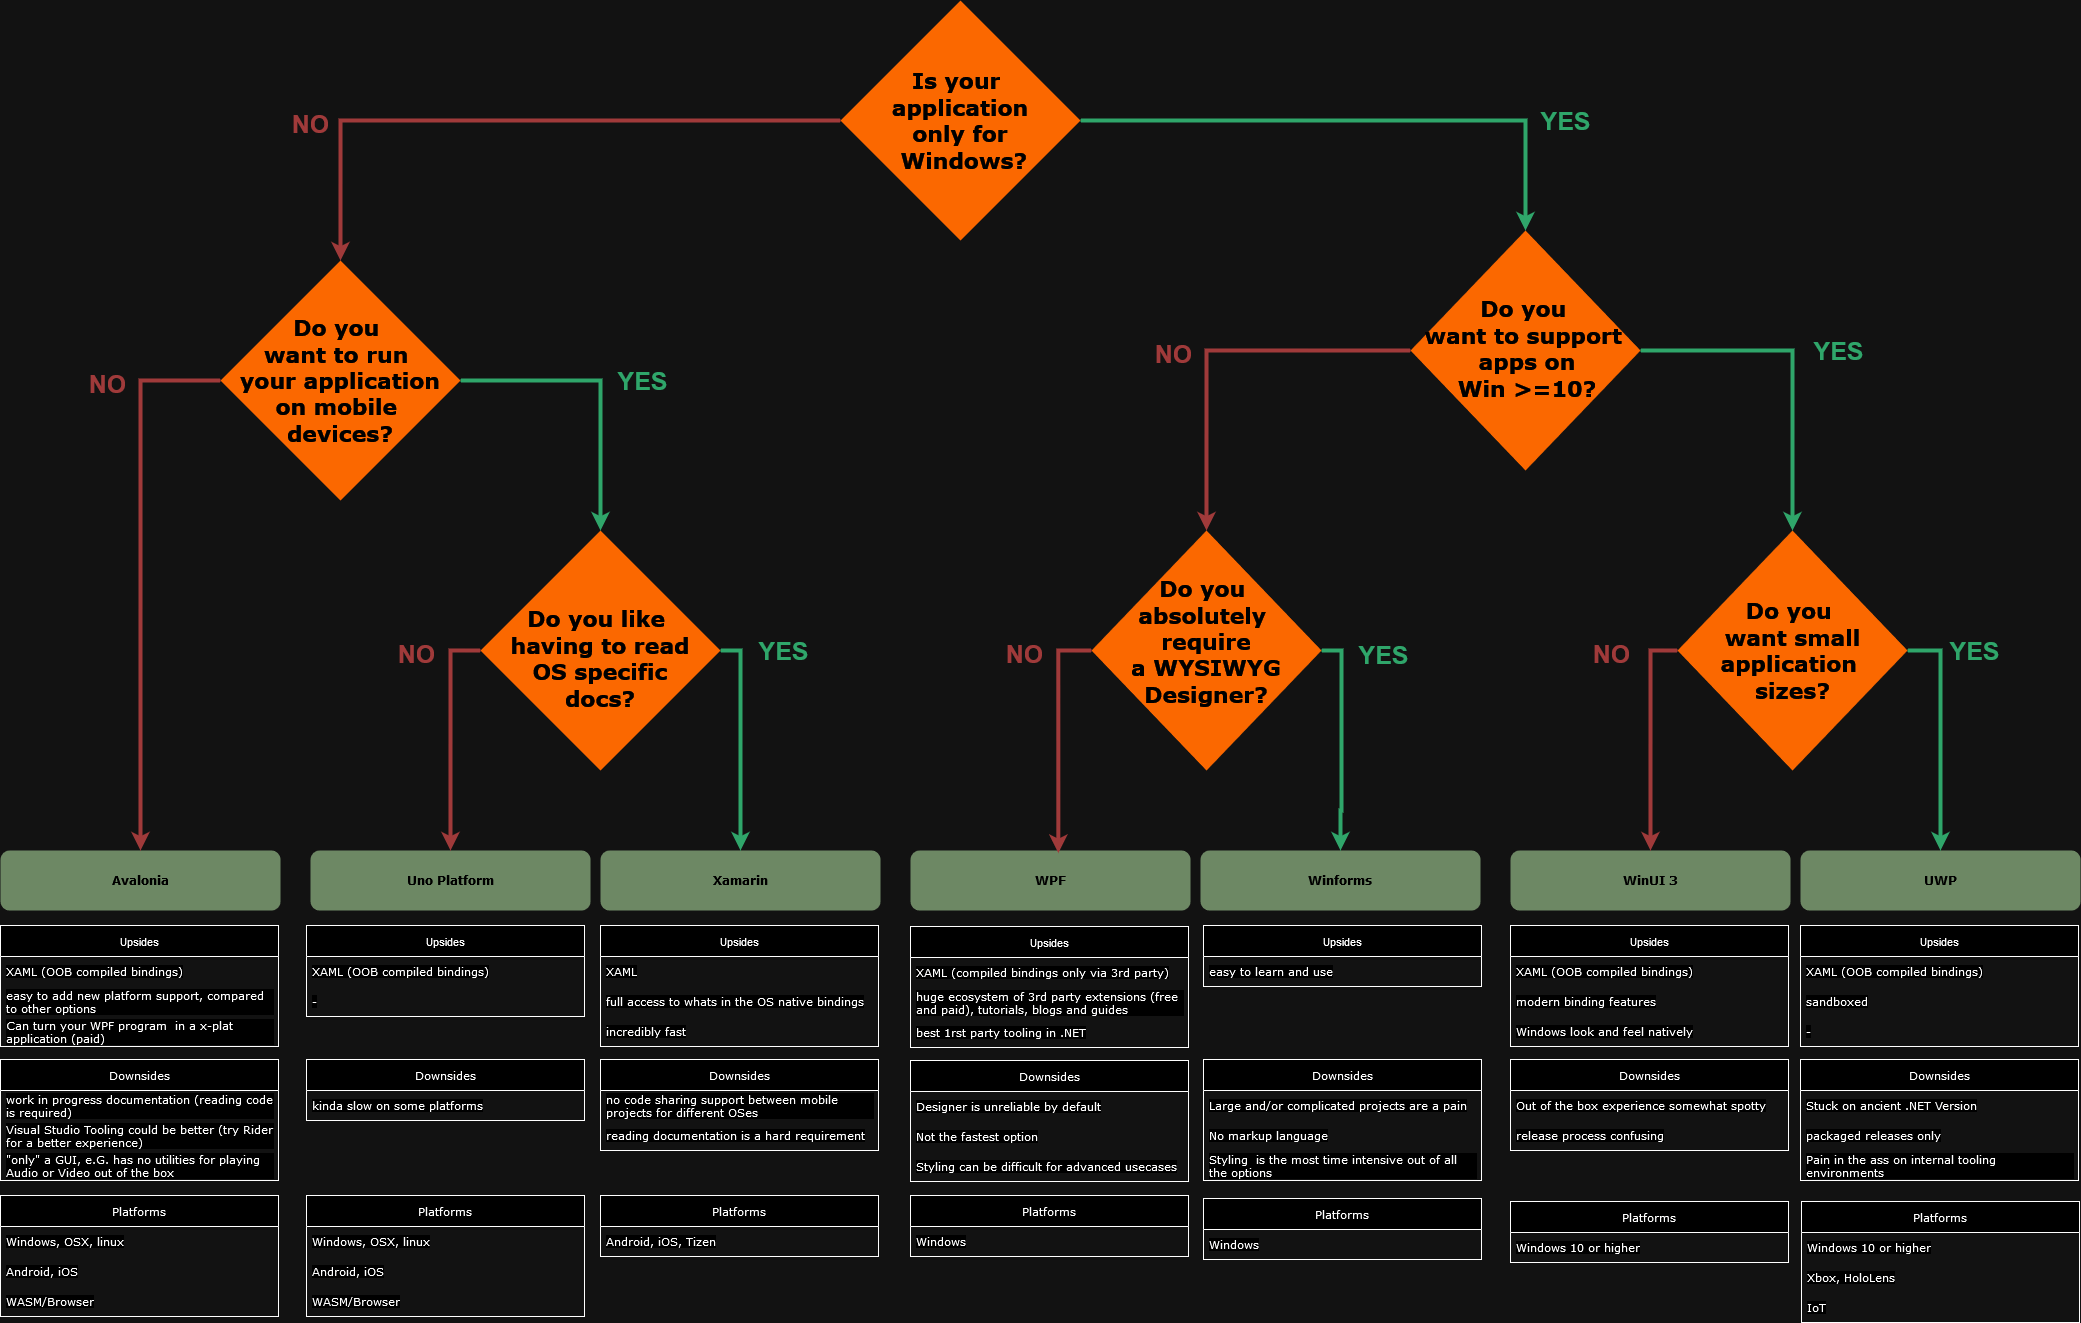 Is your
application
only for
Windows?
NO
YES
Do you
want to run
your application
on mobile
devices?
NO
YES
Do you
want to support
apps on
Win >=10?
NO
YES
Do you like
having to read
OS specific
docs?
NO
YES
Do you
absolutely
require
a WYSIWYG
Designer?
NO
YES
Do you
want small
application
sizes?
NO
YES
Avalonia
Upsides
XAML (OOB compiled bindings)
easy to add new platform support, compared
to other options
Can turn your WPF program in a x-plat
application (paid)
Downsides
work in progress documentation (reading code
is required)
Visual Studio Tooling could be better (try Rider
for a better experience)
"only" a GUI, e.G. has no utilities for playing
Audio or Video out of the box
Platforms
Windows, OSX, linux
Android, iOS
WASM/Browser
Uno Platform
Upsides
XAML (OOB compiled bindings)
-
Downsides
kinda slow on some platforms
Platforms
Windows, OSX, linux
Android, iOS
WASM/Browser
Xamarin
Upsides
XAML
full access to whats in the OS native bindings
incredibly fast
Downsides
no code sharing support between mobile
projects for different OSes
reading documentation is a hard requirement
Platforms
Android, iOS, Tizen
WPF
Upsides
XAML (compiled bindings only via 3rd party)
huge ecosystem of 3rd party extensions (free
and paid), tutorials, blogs and guides
best 1rst party tooling in .NET
Downsides
Designer is unreliable by default
Not the fastest option
Styling can be difficult for advanced usecases
Platforms
Windows
Winforms
Upsides
easy to learn and use
Downsides
Large and/or complicated projects are a pain
No markup language
Styling is the most time intensive out of all
the options
Platforms
Windows
WinUI 3
Upsides
XAML (OOB compiled bindings)
modern binding features
Windows look and feel natively
Downsides
Out of the box experience somewhat spotty
release process confusing
Platforms
Windows 10 or higher
UWP
Upsides
XAML (OOB compiled bindings)
sandboxed
-
Downsides
Stuck on ancient .NET Version
packaged releases only
Pain in the ass on internal tooling
environments
Platforms
Windows 10 or higher
Xbox, HoloLens
IoT